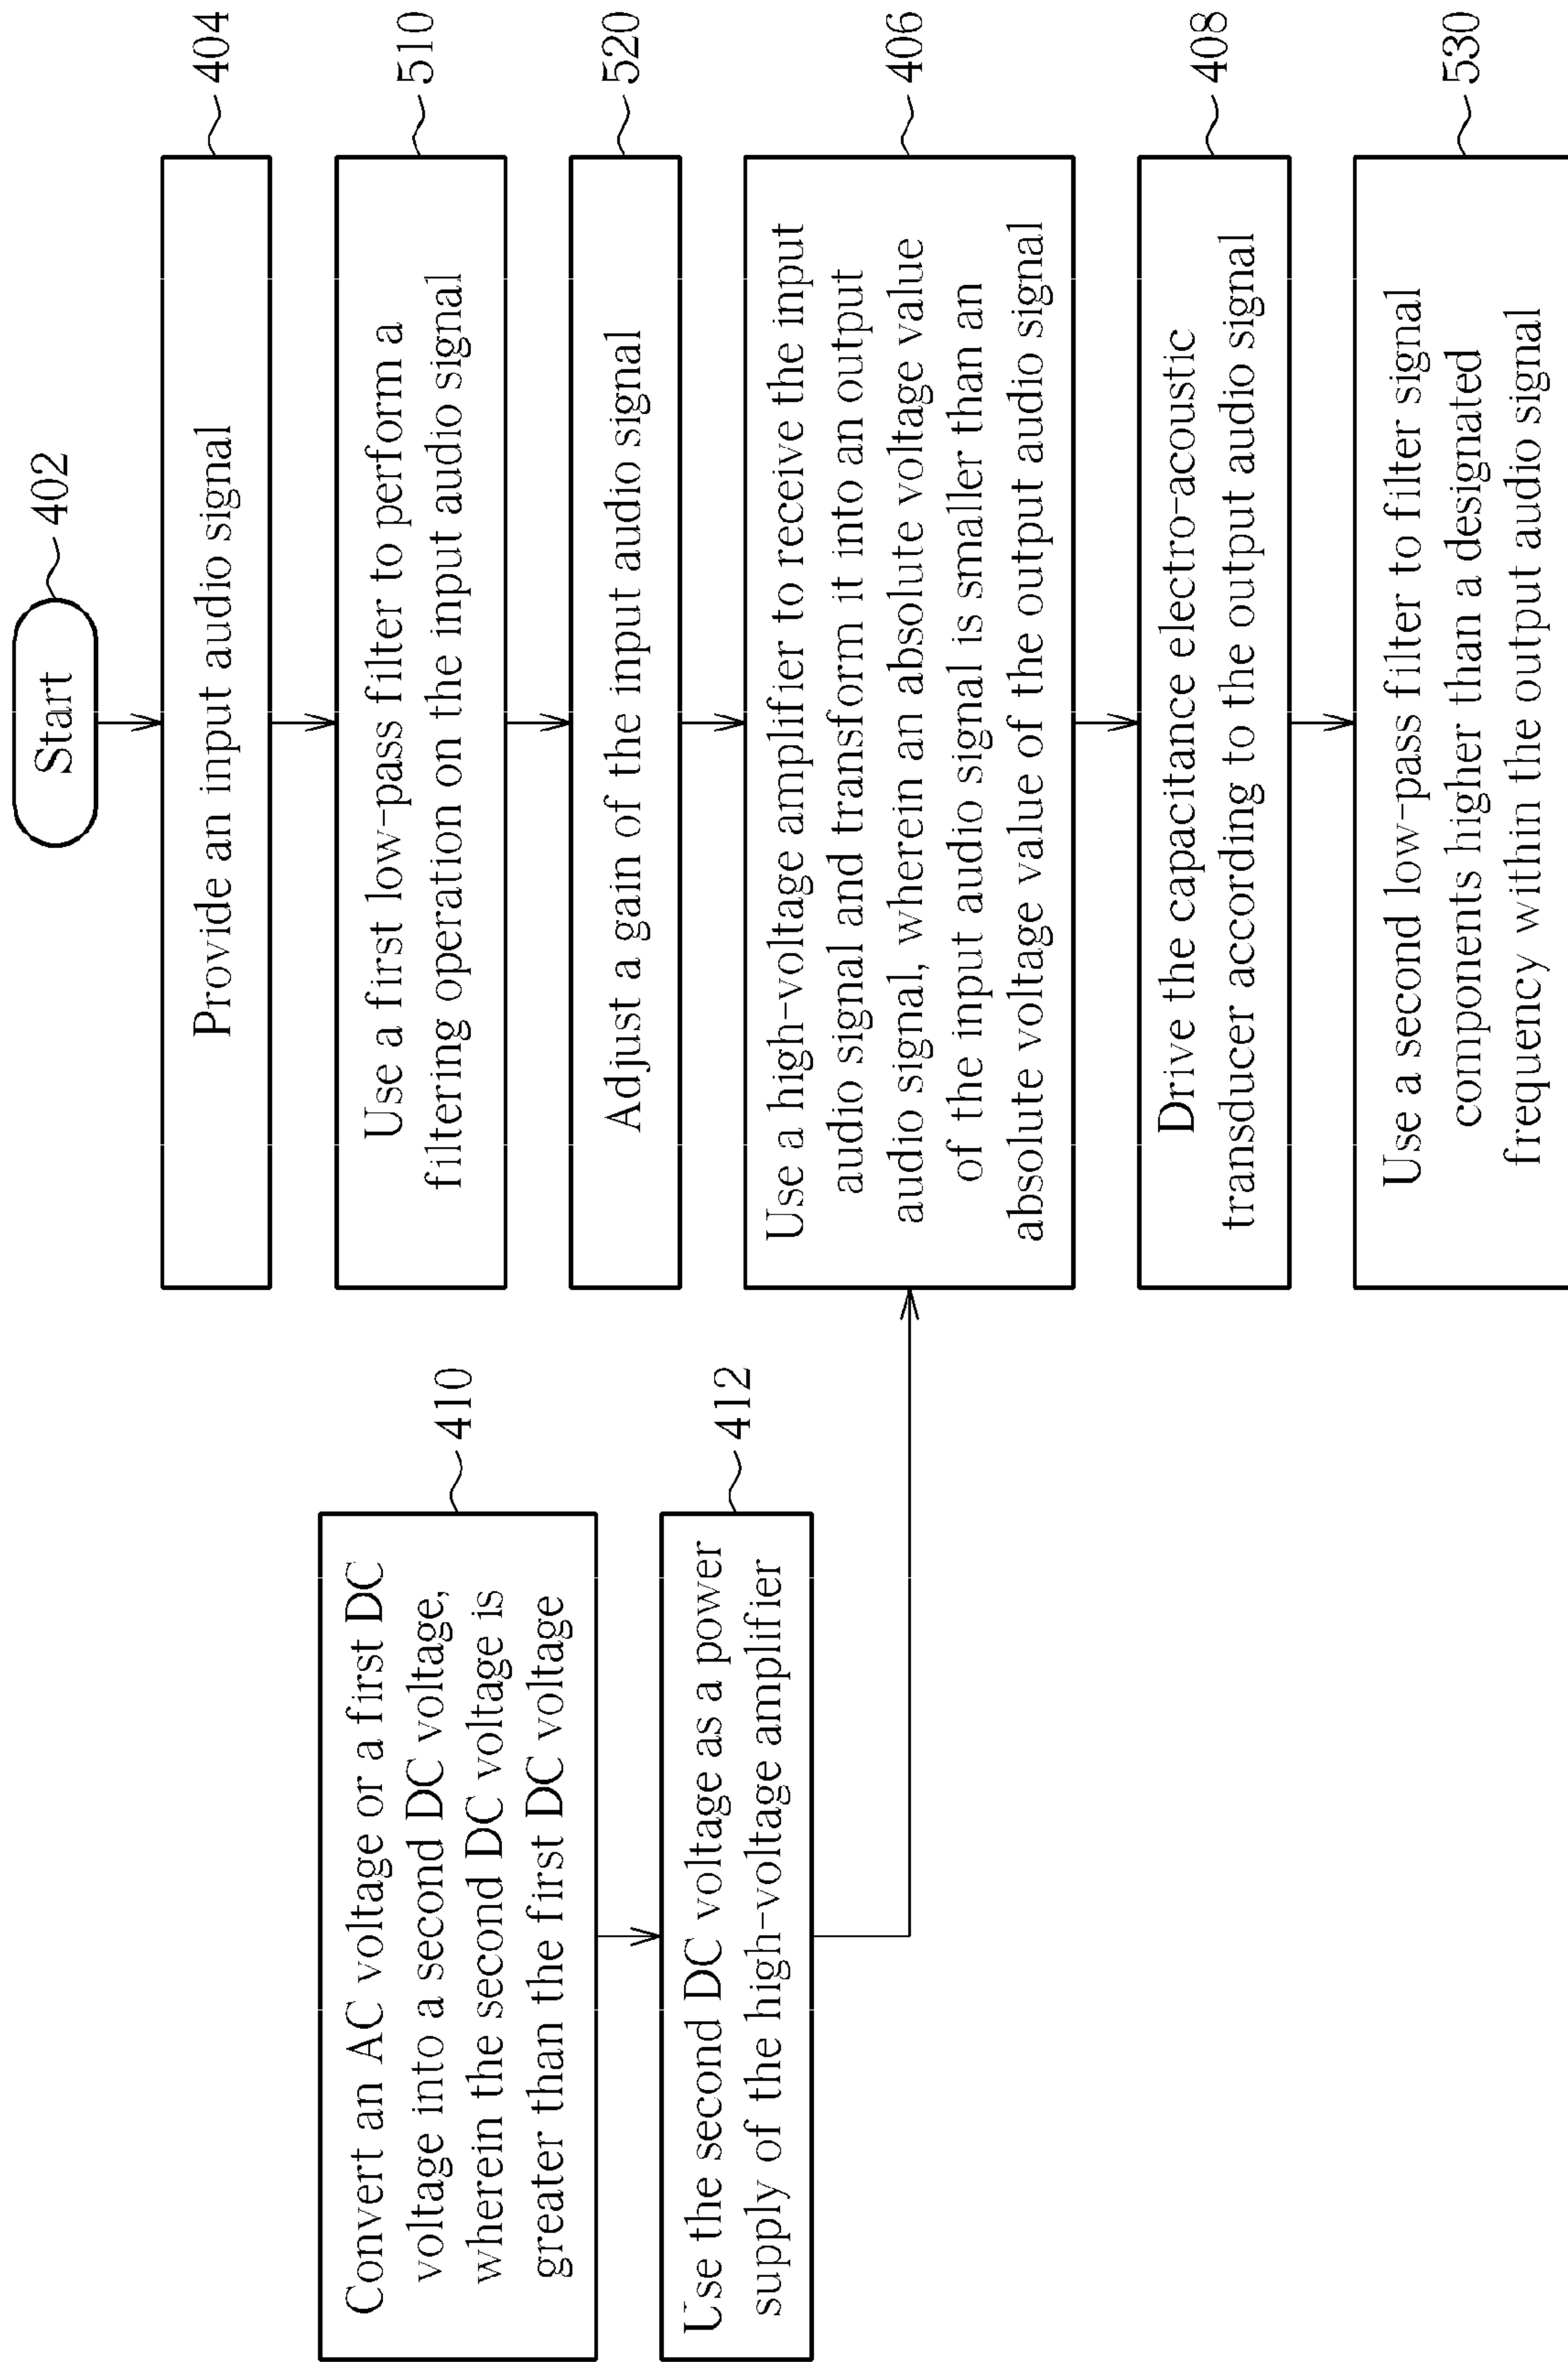 Start
402
Provide an input audio signal
404
Use a first low-pass filter to perform a
filtering operation on the input audio signal
510
Adjust a gain of the input audio signal
520
Convert an AC voltage or a first DC
voltage into a second DC voltage,
wherein the second DC voltage is
greater than the first DC voltage
410
Use the second DC voltage as a power
supply of the high-voltage amplifier
412
Use a high-voltage amplifier to receive the input
audio signal and transform it into an output
audio signal, wherein an absolute voltage value
of the input audio signal is smaller than an
absolute voltage value of the output audio signal
406
Drive the capacitance electro-acoustic
transducer according to the output audio signal
408
Use a second low-pass filter to filter signal
components higher than a designated
frequency within the output audio signal
530